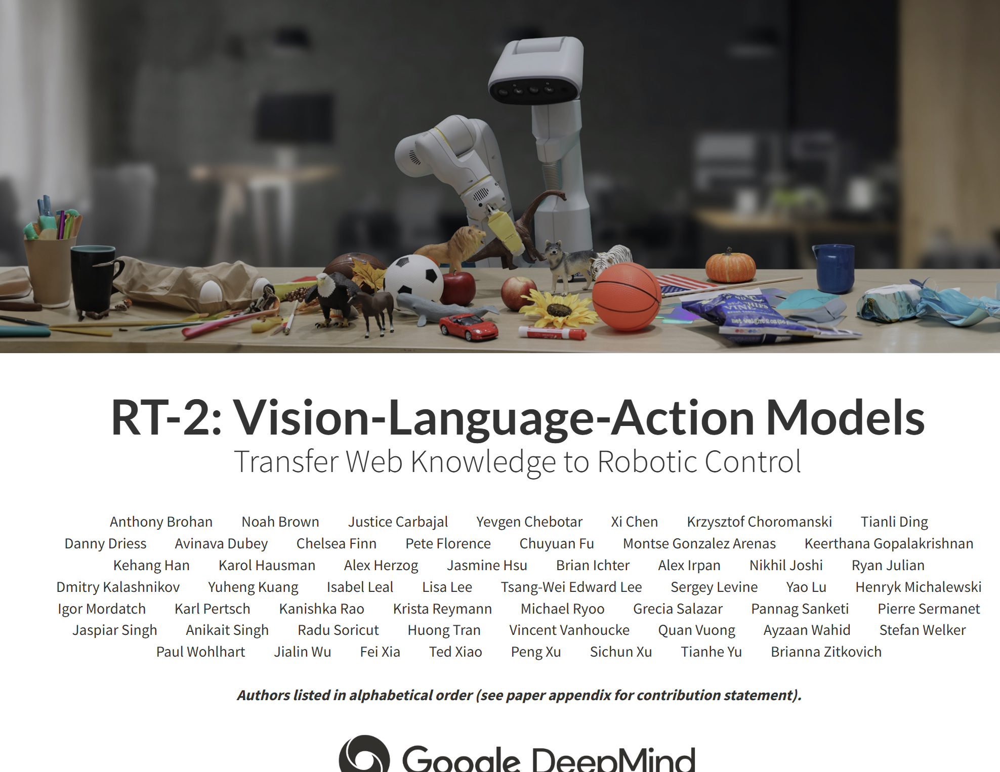 VINE CHIPS
net weight 8 oz
RT-2: Vision-Language-Action Models
Transfer Web Knowledge to Robotic Control
Anthony Brohan Noah Brown Justice Carbajal Yevgen Chebotar Xi Chen Krzysztof Choromanski Tianli Ding
Danny Driess Avinava Dubey Chelsea Finn Pete Florence Chuyuan Fu Montse Gonzalez Arenas Keerthana Gopalakrishnan
Kehang Han Karol Hausman Alex Herzog Jasmine Hsu Brian Ichter Alex Irpan Nikhil Joshi Ryan Julian
Dmitry Kalashnikov Yuheng Kuang Isabel Leal Lisa Lee Tsang-Wei Edward Lee Sergey Levine Yao Lu Henryk Michalewski
Igor Mordatch Karl Pertsch Kanishka Rao Krista Reymann Michael Ryoo Grecia Salazar Pannag Sanketi Pierre Sermanet
Jaspiar Singh Anikait Singh Radu Soricut Huong Tran Vincent Vanhoucke Quan Vuong Ayzaan Wahid Stefan Welker
Paul Wohlhart Jialin Wu Fei Xia Ted Xiao Peng Xu Sichun Xu Tianhe Yu Brianna Zitkovich
Authors listed in alphabetical order (see paper appendix for contribution statement).
Google DeepMind